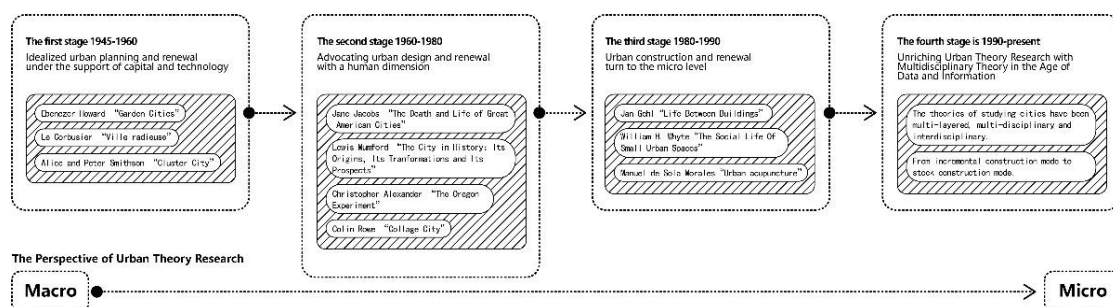 The first stage 1945-1960
Idealized urban planning and renewal
under the support of capital and technology
Ebenezer Howard “Garden Cities”
Le Corbusier “Ville radieuse”
Alice and Peter Smithson “Cluster City”
The second stage 1960-1980
Advocating urban design and renewal
with a human dimension
Jane Jacobs “The Death and Life of Great
American Cities”
Lewis Mumford “The City in History: Its
Origins, Its Tranformations and Its
Prospects”
Christopher Alexander “The Oregon
Experiment”
Colin Rowe “Collage City”
The third stage 1980-1990
Urban construction and renewal
turn to the micro level
Jan Gehl “Life Between Buildings”
William H. Whyte “The Social Life Of
Small Urban Spaces”
Manuel de Sola Morales “Urban acupuncture”
The fourth stage is 1990-present
Enriching Urban Theory Research with
Multidisciplinary Theory in the Age of
Data and Information
The theories of studying cities have been
multi-layered, multi-disciplinary and
interdisciplinary.
From incremental construction mode to
stock construction mode.
The Perspective of Urban Theory Research
Macro
Micro